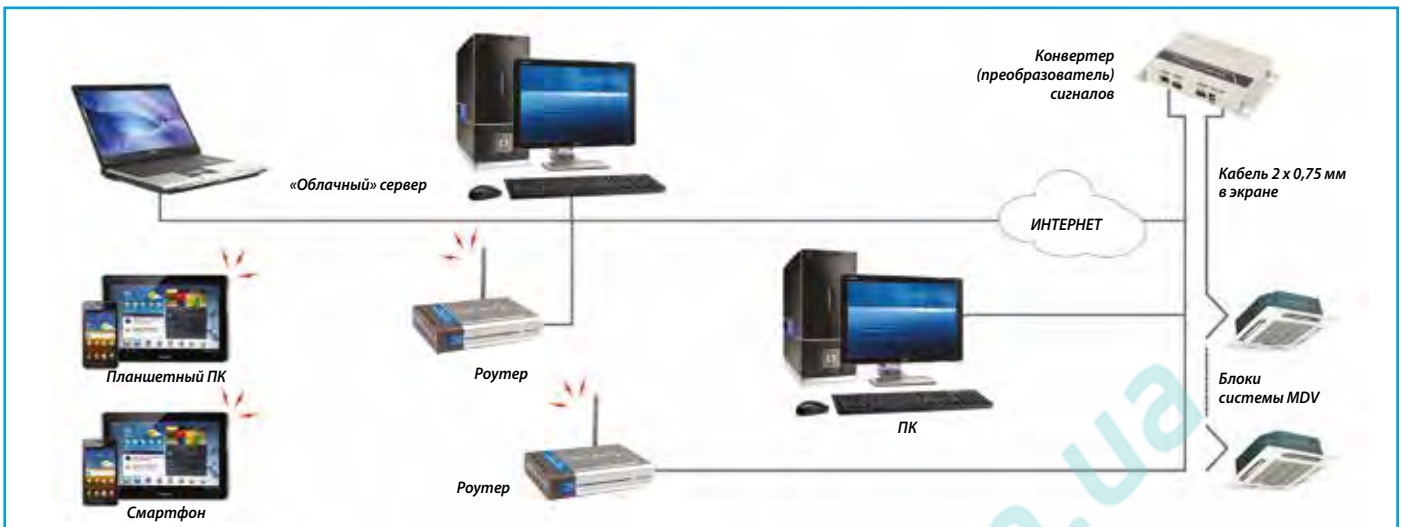 Конвертер
(преобразователь)
сигналов
«Облачный» сервер
Кабель 2 x 0,75 мм
в экране
ИНТЕРНЕТ
Планшетный ПК
Роутер
Блоки
системы MDV
ПК
Роутер
Смартфон